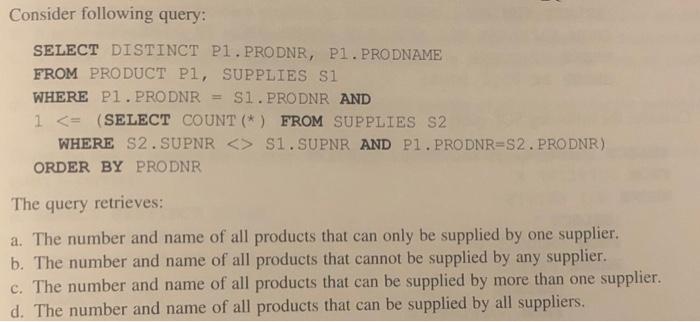 Consider following query:
SELECT DISTINCT P1.PRODNR, P1.PRODNAME
FROM PRODUCT P1, SUPPLIES S1
WHERE P1.PRODNR = S1.PRODNR AND
1 <= (SELECT COUNT(*) FROM SUPPLIES S2
WHERE S2.SUPNR <> S1.SUPNR AND P1.PRODNR=S2.PRODNR)
ORDER BY PRODNR
The query retrieves:
a. The number and name of all products that can only be supplied by one supplier.
b. The number and name of all products that cannot be supplied by any supplier.
c. The number and name of all products that can be supplied by more than one supplier.
d. The number and name of all products that can be supplied by all suppliers.